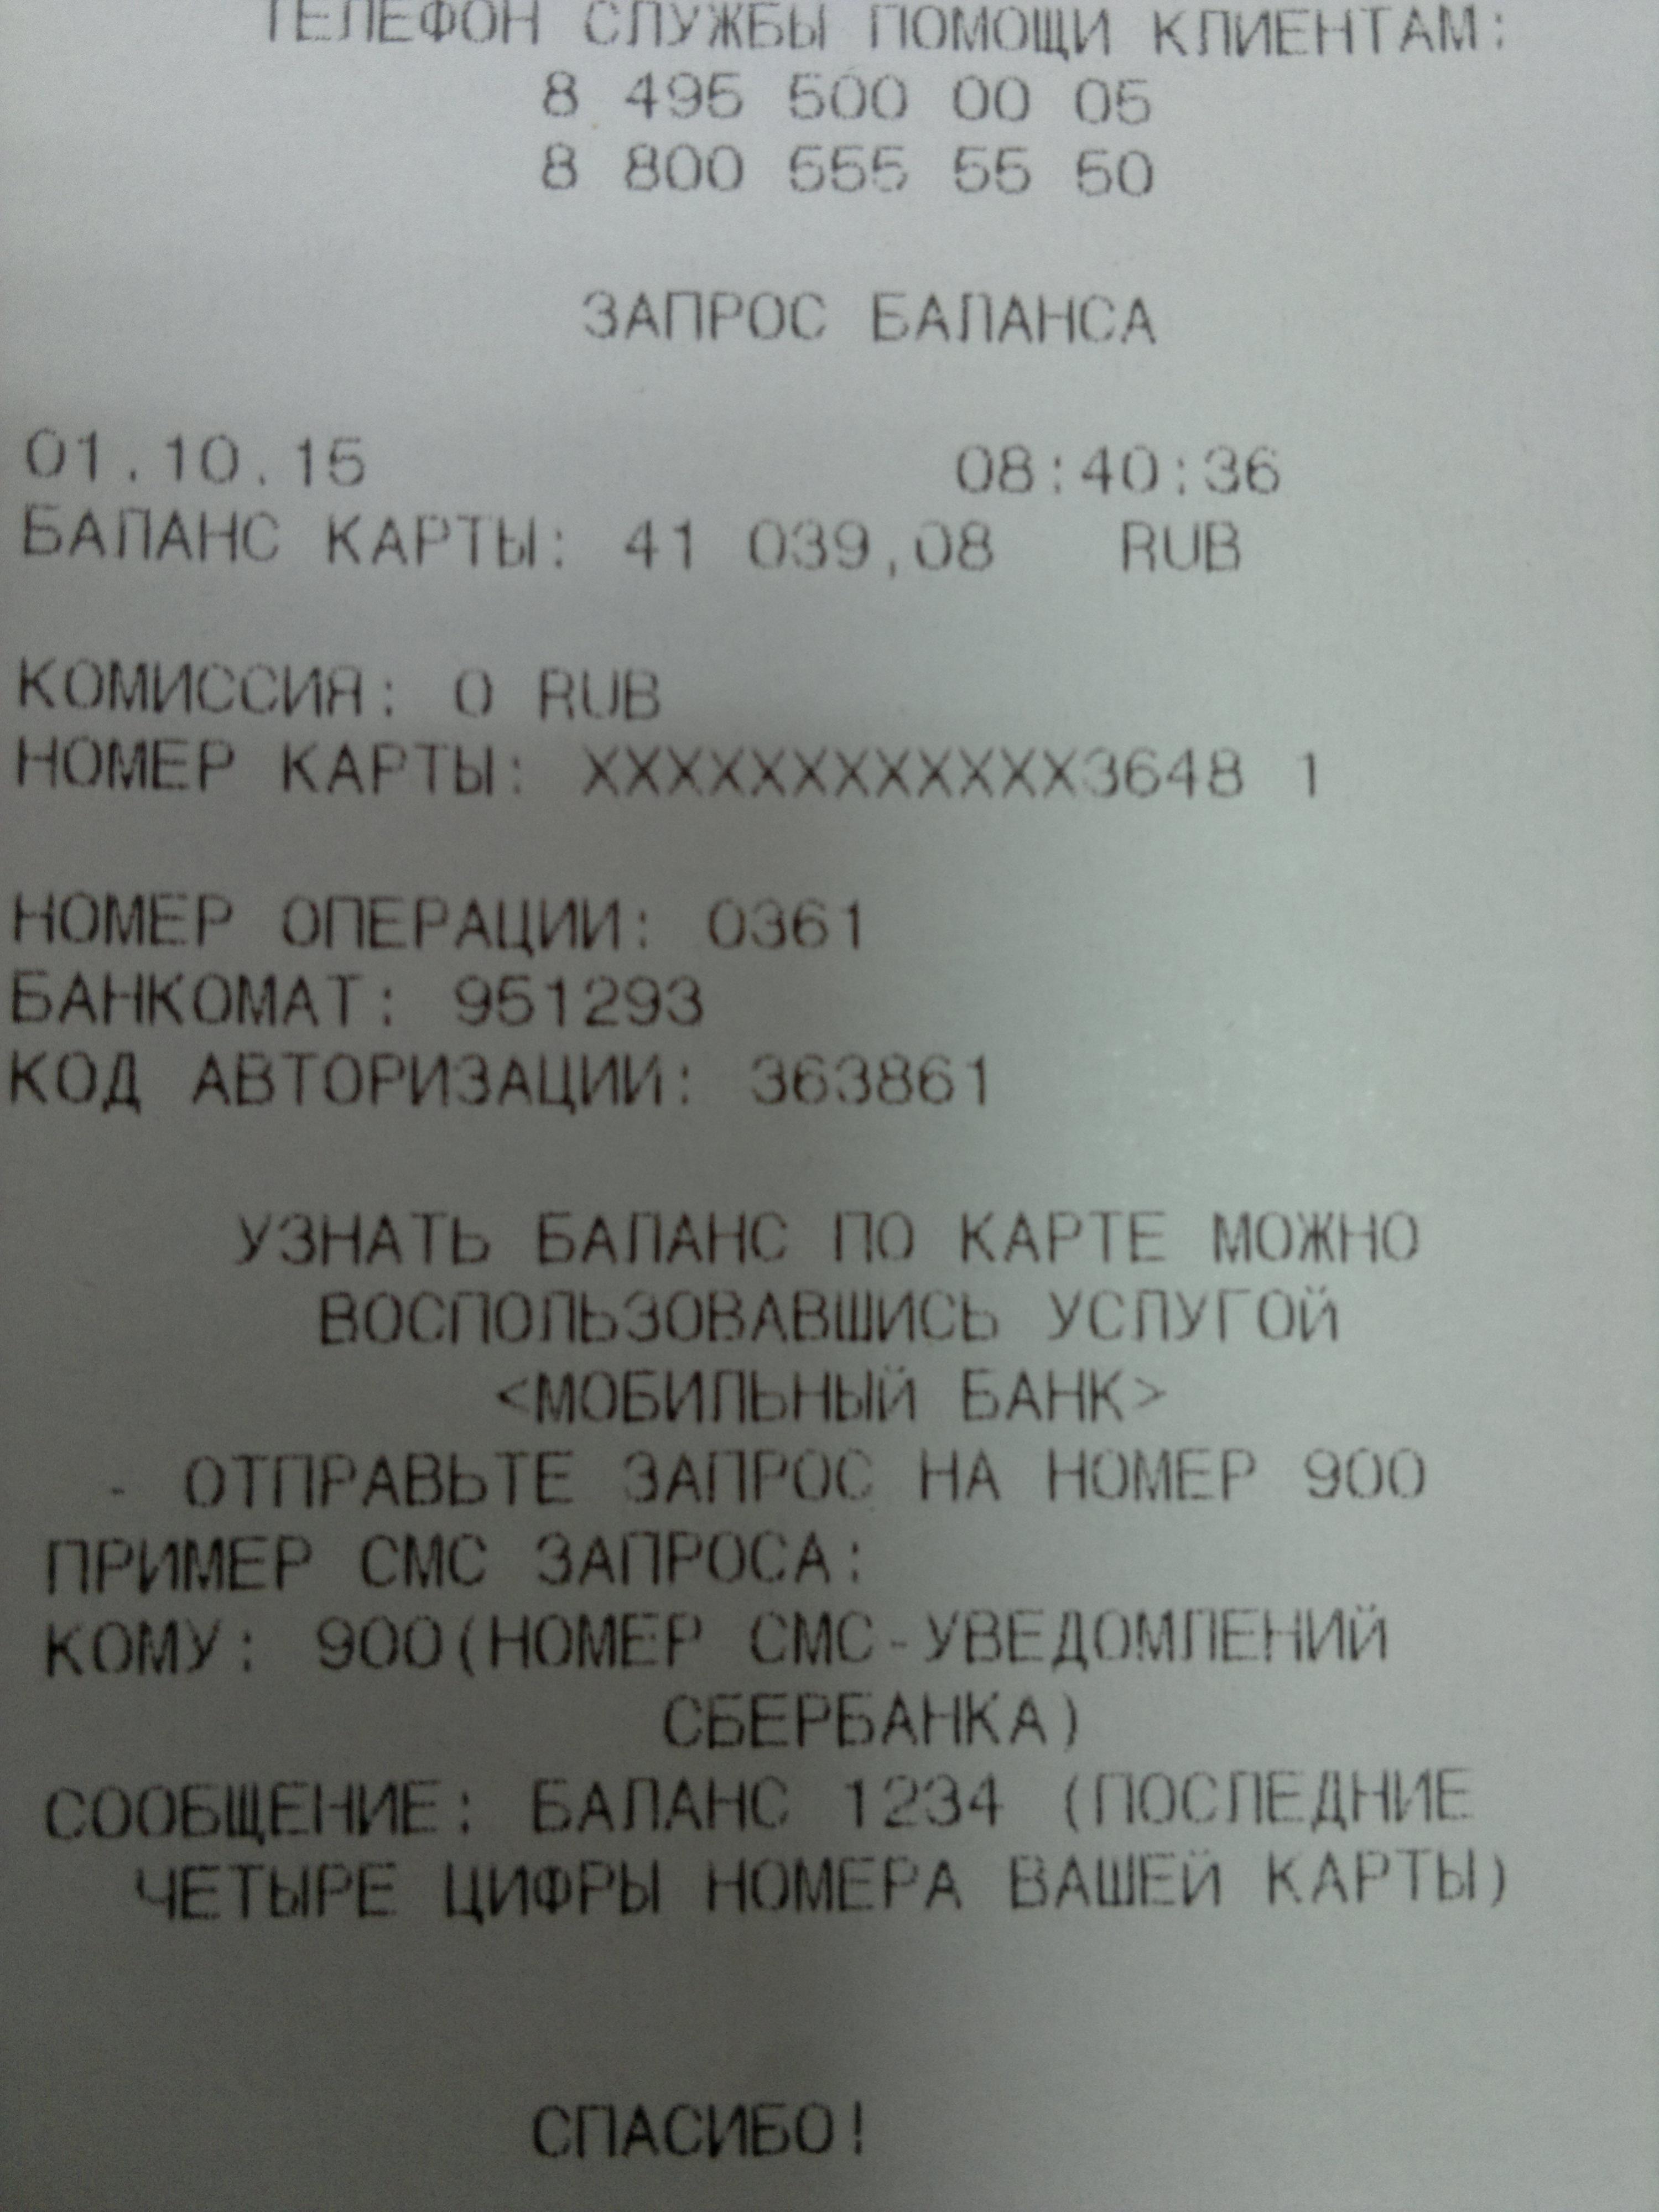 ТЕЛЕФОН СЛУЖБЫ ПОМОЩИ КЛИЕНТАМ:
8 495 500 00 05
8 800 555 55 50
ЗАПРОС БАЛАНСА
01.10.15 08:40:36
БАЛАНС КАРТЫ: 41 039,08 RUB
КОМИССИЯ: 0 RUB
НОМЕР КАРТЫ: XXXXXXXXXXXX3648 1
НОМЕР ОПЕРАЦИИ: 0361
БАНКОМАТ: 951293
КОД АВТОРИЗАЦИИ: 363861
УЗНАТЬ БАЛАНС ПО КАРТЕ МОЖНО
ВОСПОЛЬЗОВАВШИСЬ УСЛУГОЙ
<МОБИЛЬНЫЙ БАНК>
- ОТПРАВЬТЕ ЗАПРОС НА НОМЕР 900
ПРИМЕР СМС ЗАПРОСА:
КОМУ: 900(НОМЕР СМС-УВЕДОМЛЕНИЙ
СБЕРБАНКА)
СООБЩЕНИЕ: БАЛАНС 1234 (ПОСЛЕДНИЕ
ЧЕТЫРЕ ЦИФРЫ НОМЕРА ВАШЕЙ КАРТЫ)
СПАСИБО!